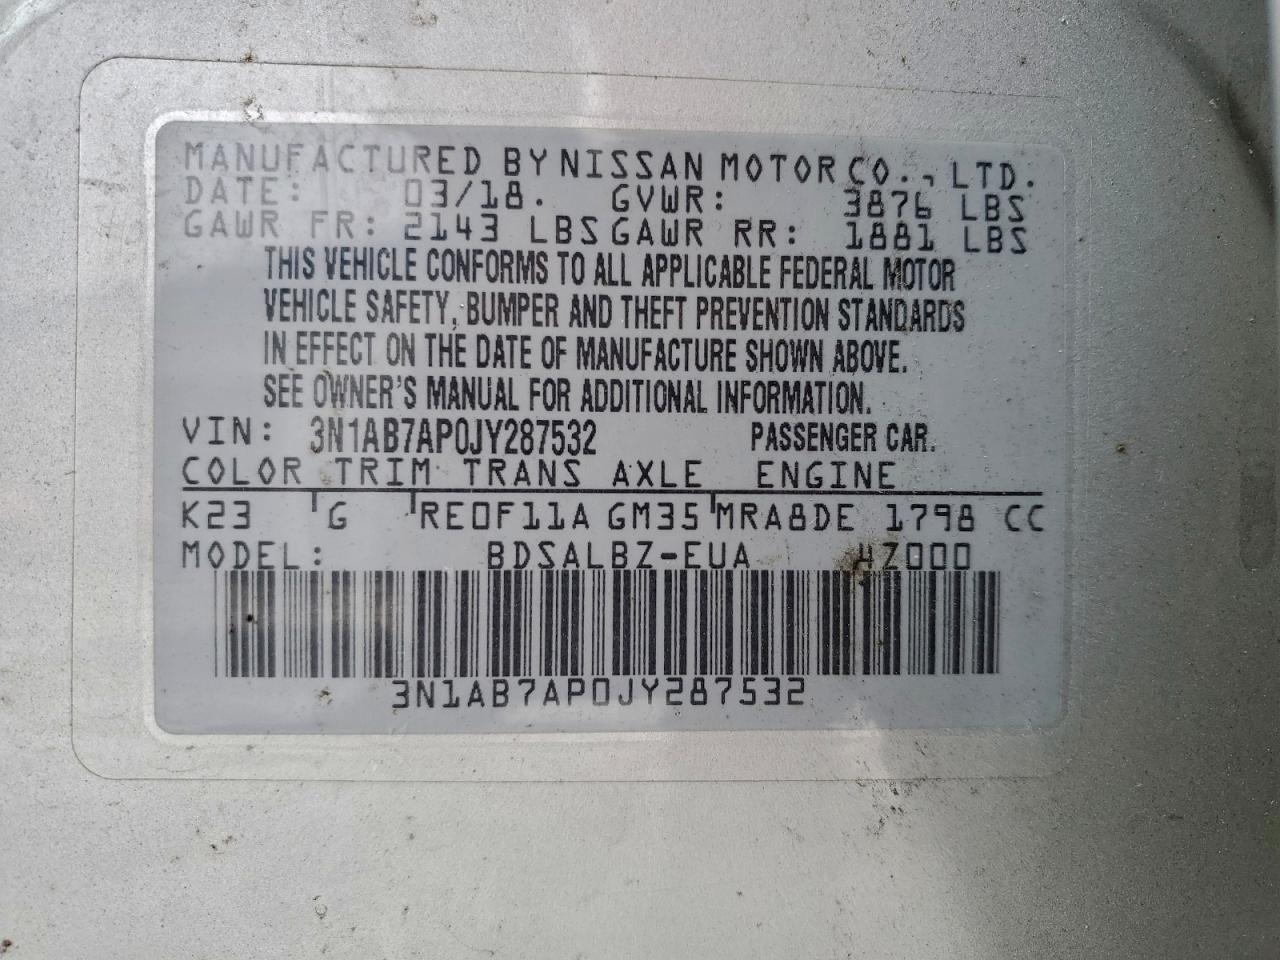 MANUFACTURED BY NISSAN MOTOR CO., LTD.
DATE: 03/18. GVWR: 3876 LBS
GAWR FR: 2143 LBS GAWR RR: 1881 LBS
THIS VEHICLE CONFORMS TO ALL APPLICABLE FEDERAL MOTOR
VEHICLE SAFETY, BUMPER AND THEFT PREVENTION STANDARDS
IN EFFECT ON THE DATE OF MANUFACTURE SHOWN ABOVE.
SEE OWNER'S MANUAL FOR ADDITIONAL INFORMATION.
VIN: 3N1AB7AP0JY287532 PASSENGER CAR.
COLOR TRIM TRANS AXLE ENGINE
K23 G RE0F11A GM35 MRA8DE 1798 CC
MODEL: BDSALBZ-EUA 4Z000
3N1AB7AP0JY287532